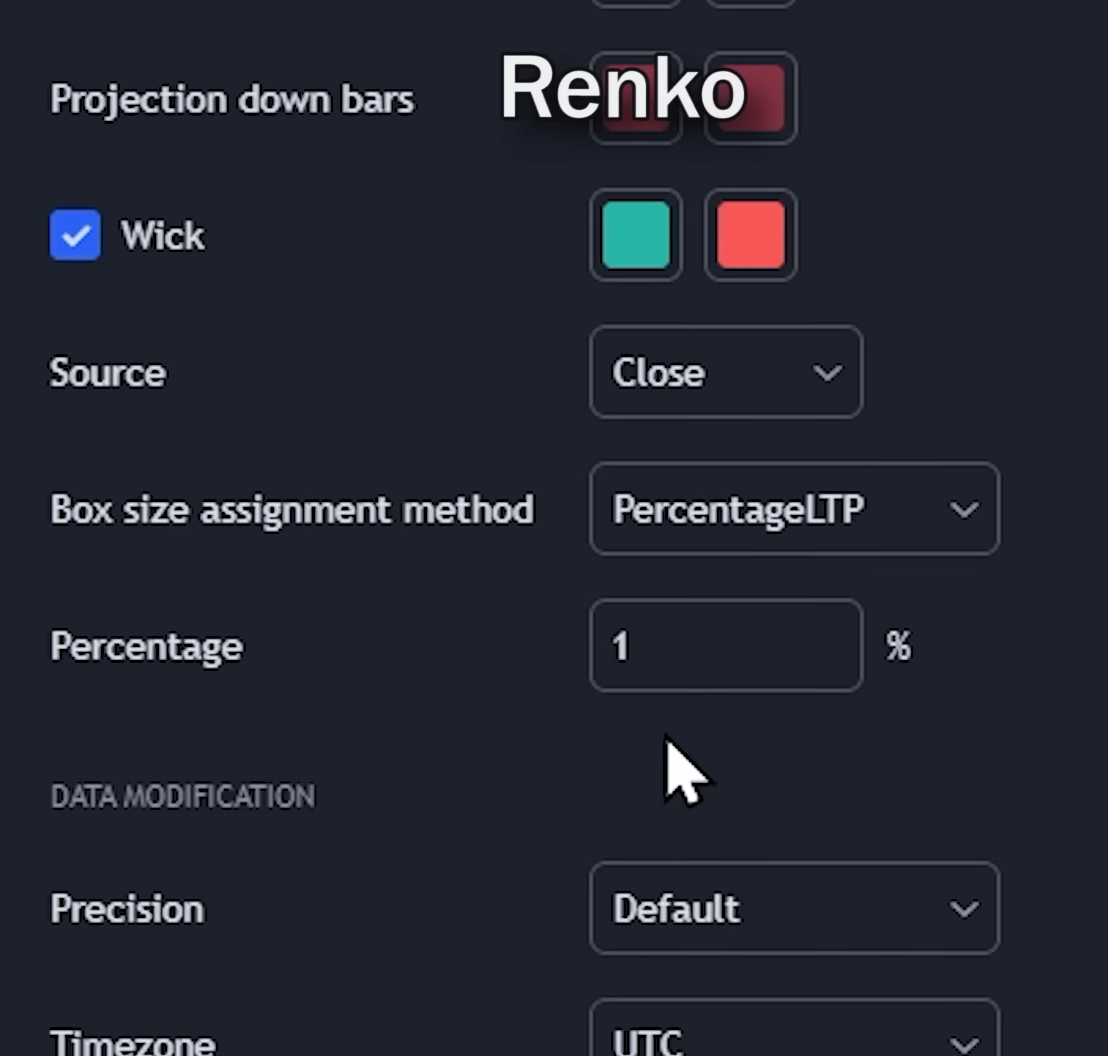 Renko
Projection down bars
Wick
Source
Close
Box size assignment method
PercentageLTP
Percentage
1
%
DATA MODIFICATION
Precision
Default
Timezone
UTC